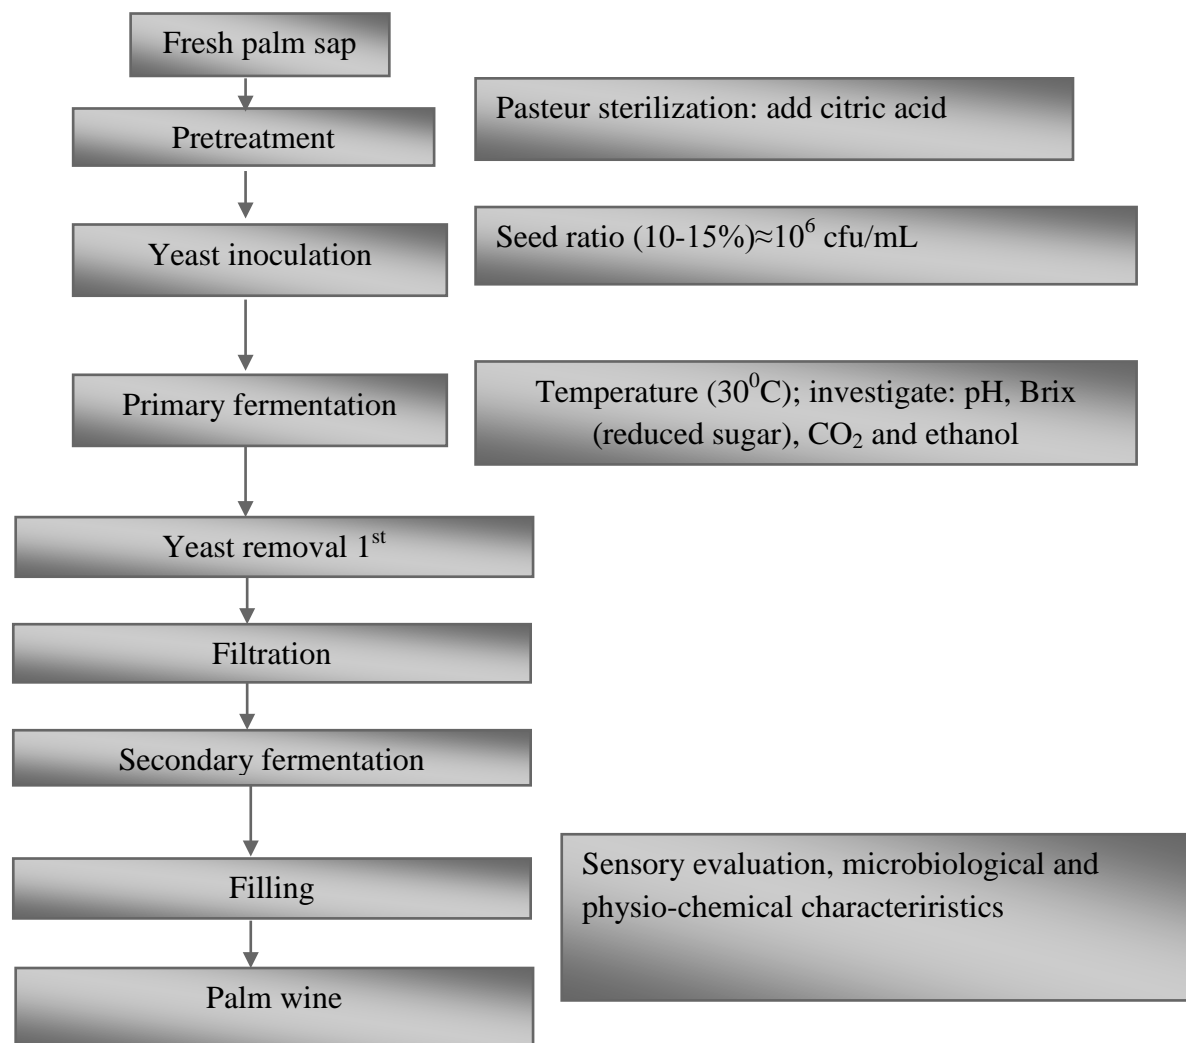 Fresh palm sap
Pasteur sterilization: add citric acid
Pretreatment
Seed ratio (10-15%)≈10⁶ cfu/mL
Yeast inoculation
Temperature (30⁰C); investigate: pH, Brix
(reduced sugar), CO₂ and ethanol
Primary fermentation
Yeast removal 1ˢᵗ
Filtration
Secondary fermentation
Sensory evaluation, microbiological and
physio-chemical characteriristics
Filling
Palm wine